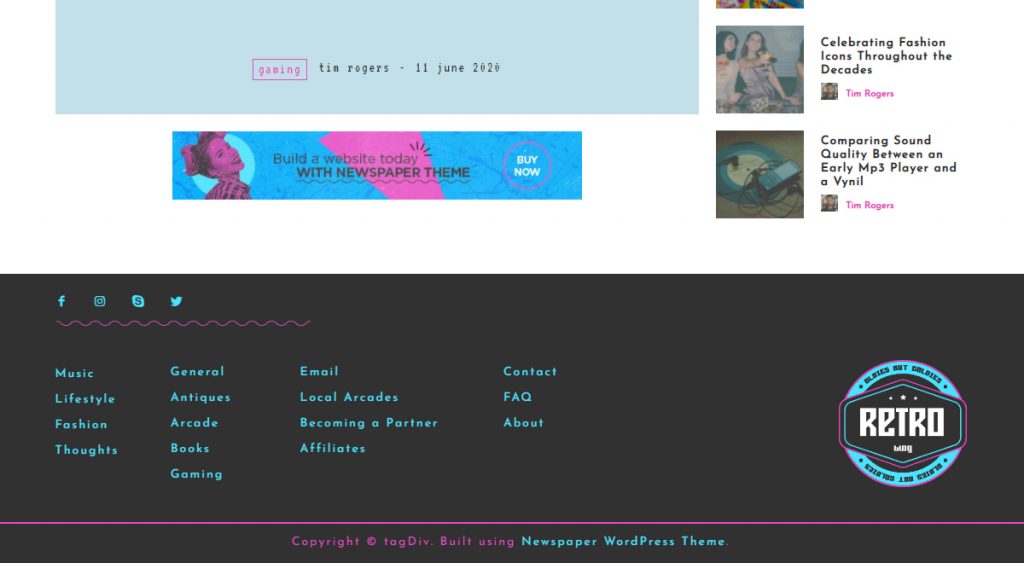 gaming tim rogers - 11 june 2020
Build a website today
WITH NEWSPAPER THEME
BUY
NOW
Celebrating Fashion
Icons Throughout the
Decades
Tim Rogers
Comparing Sound
Quality Between an
Early Mp3 Player and
a Vynil
Tim Rogers
Music
Lifestyle
Fashion
Thoughts
General
Antiques
Arcade
Books
Gaming
Email
Local Arcades
Becoming a Partner
Affiliates
Contact
FAQ
About
OLDIES BUT GOLDIES
RETRO
blog
OLDIES BUT GOLDIES
Copyright © tagDiv. Built using Newspaper WordPress Theme.